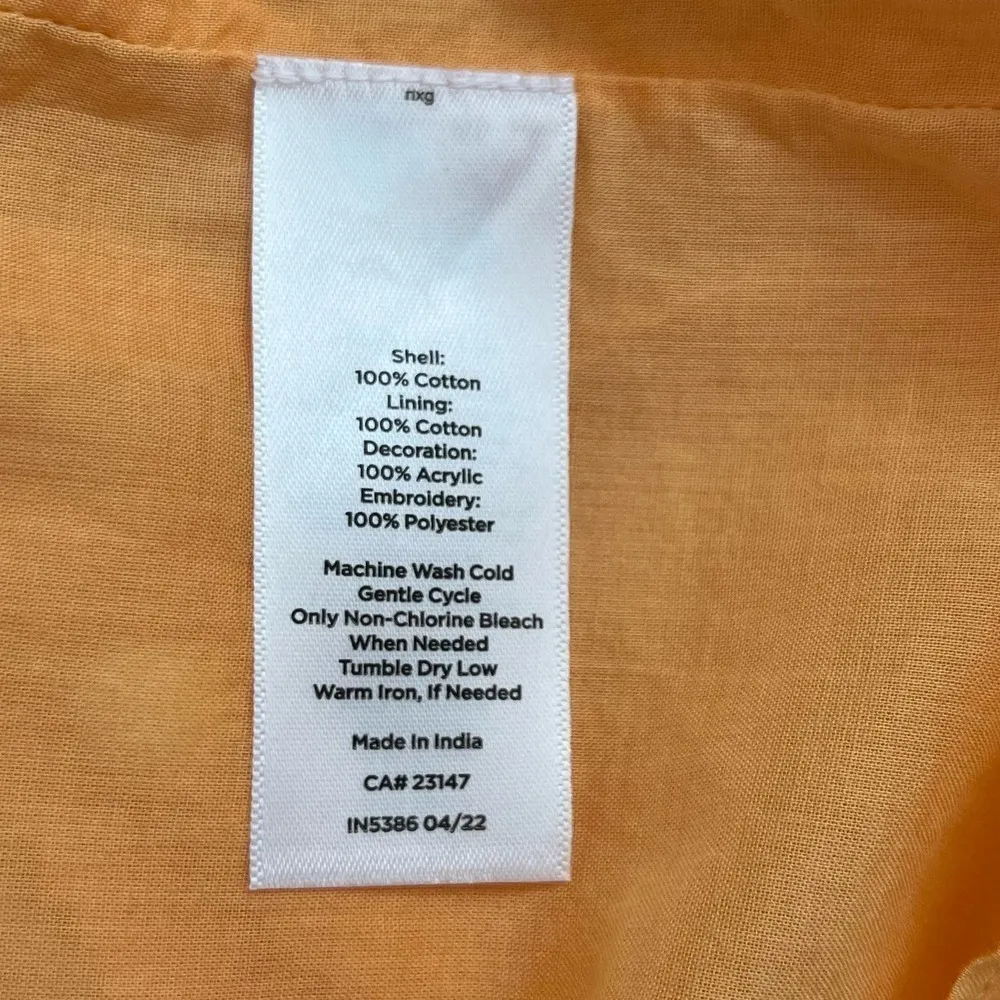 Shell:
100% Cotton
Lining:
100% Cotton
Decoration:
100% Acrylic
Embroidery:
100% Polyester
Machine Wash Cold
Gentle Cycle
Only Non-Chlorine Bleach
When Needed
Tumble Dry Low
Warm Iron, If Needed
Made In India
CA# 23147
IN5386 04/22